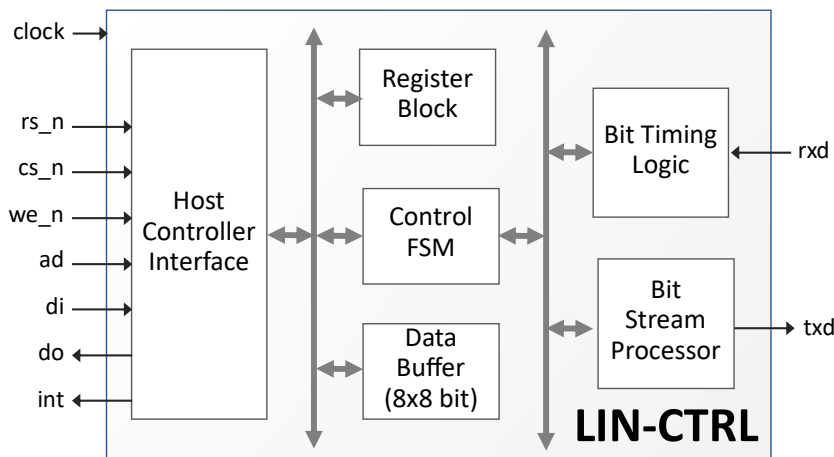 clock
rs_n
cs_n
we_n
ad
di
do
int
Host
Controller
Interface
Register
Block
Control
FSM
Data
Buffer
(8x8 bit)
Bit Timing
Logic
Bit
Stream
Processor
rxd
txd
LIN-CTRL